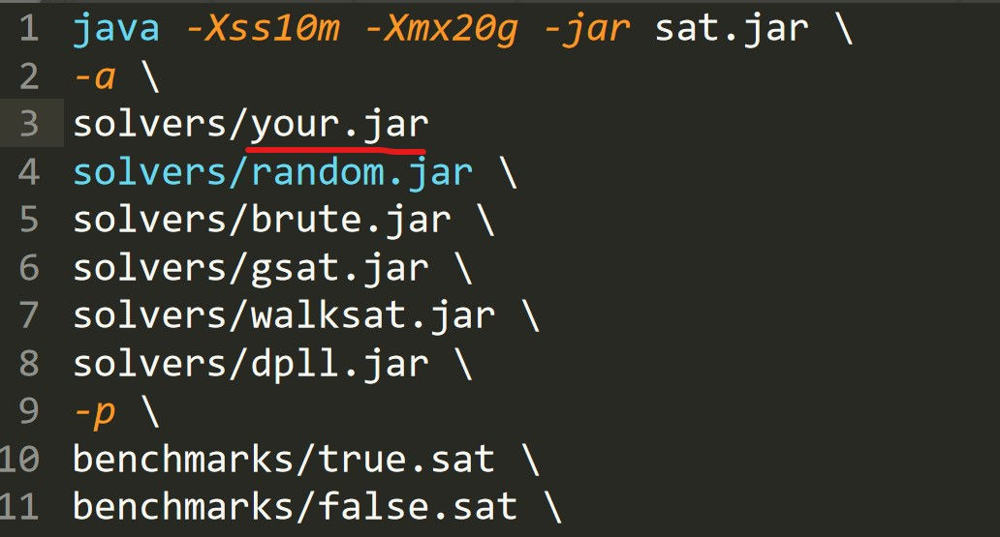 1 java -Xss10m -Xmx20g -jar sat.jar \
2 -a \
3 solvers/your.jar
4 solvers/random.jar \
5 solvers/brute.jar \
6 solvers/gsat.jar \
7 solvers/walksat.jar \
8 solvers/dpll.jar \
9 -p \
10 benchmarks/true.sat \
11 benchmarks/false.sat \